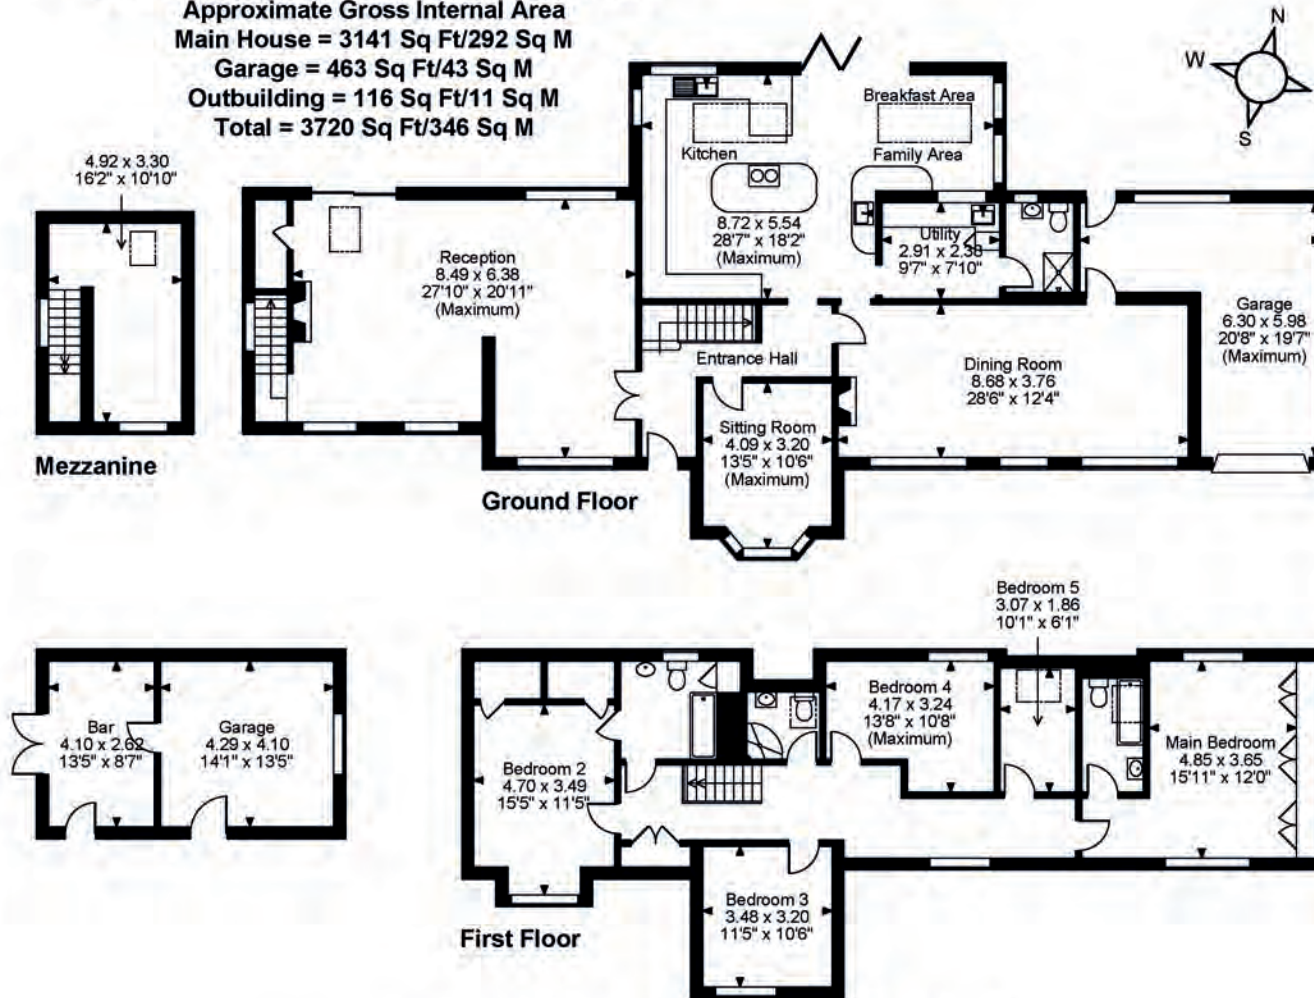 Approximate Gross Internal Area
Main House = 3141 Sq Ft/292 Sq M
Garage = 463 Sq Ft/43 Sq M
Outbuilding = 116 Sq Ft/11 Sq M
Total = 3720 Sq Ft/346 Sq M
N
W
S
4.92 x 3.30
16'2" x 10'10"
Mezzanine
Reception
8.49 x 6.38
27'10" x 20'11"
(Maximum)
Kitchen
Breakfast Area
Family Area
8.72 x 5.54
28'7" x 18'2"
(Maximum)
Utility
2.91 x 2.38
9'7" x 7'10"
Entrance Hall
Sitting Room
4.09 x 3.20
13'5" x 10'6"
(Maximum)
Dining Room
8.68 x 3.76
28'6" x 12'4"
Garage
6.30 x 5.98
20'8" x 19'7"
(Maximum)
Ground Floor
Bar
4.10 x 2.62
13'5" x 8'7"
Garage
4.29 x 4.10
14'1" x 13'5"
Bedroom 2
4.70 x 3.49
15'5" x 11'5"
Bedroom 3
3.48 x 3.20
11'5" x 10'6"
Bedroom 4
4.17 x 3.24
13'8" x 10'8"
(Maximum)
Bedroom 5
3.07 x 1.86
10'1" x 6'1"
Main Bedroom
4.85 x 3.65
15'11" x 12'0"
First Floor